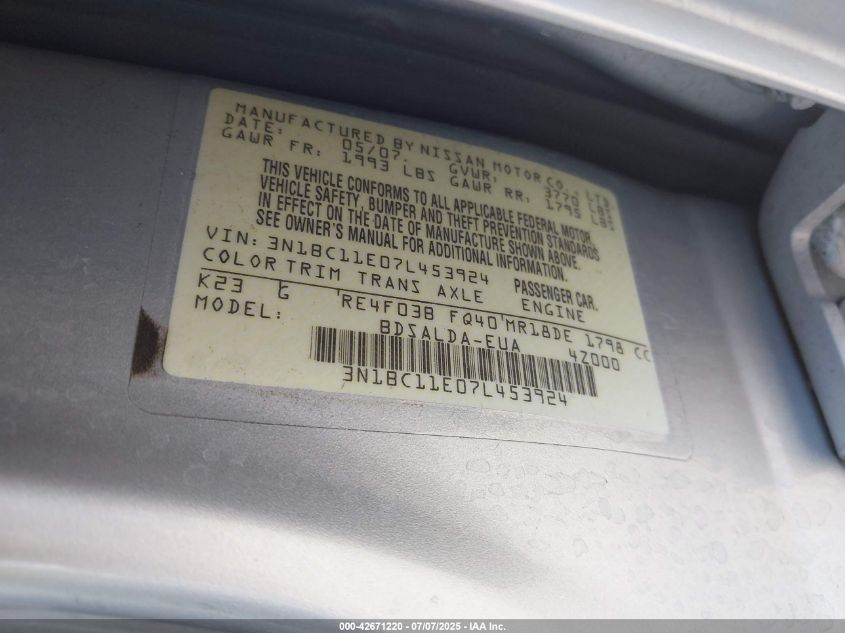 MANUFACTURED BY NISSAN MOTOR CO., LTD
DATE: 05/07. GVWR: 3770 LBS
GAWR FR: 1993 LBS GAWR RR: 1795 LBS
THIS VEHICLE CONFORMS TO ALL APPLICABLE FEDERAL MOTOR
VEHICLE SAFETY, BUMPER AND THEFT PREVENTION STANDARDS
IN EFFECT ON THE DATE OF MANUFACTURE SHOWN ABOVE.
SEE OWNER'S MANUAL FOR ADDITIONAL INFORMATION.
VIN: 3N1BC11E07L453924 PASSENGER CAR.
COLOR TRIM TRANS AXLE ENGINE
K23 G 'RE4F03B FQ40'MR18DE 1798 CC
MODEL: BDSALDA-EUA 4Z000
3N1BC11E07L453924
000-42671220 - 07/07/2025 - IAA Inc.